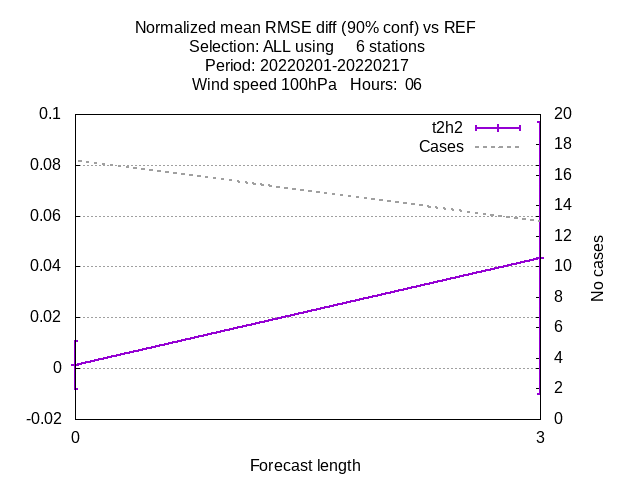 Normalized mean RMSE diff (90% conf) vs REF
Selection: ALL using     6 stations
Period: 20220201-20220217
Wind speed 100hPa   Hours:  06
t2h2
Cases
0.1
0.08
0.06
0.04
0.02
0
-0.02
20
18
16
14
12
10
8
6
4
2
0
No cases
0
3
Forecast length